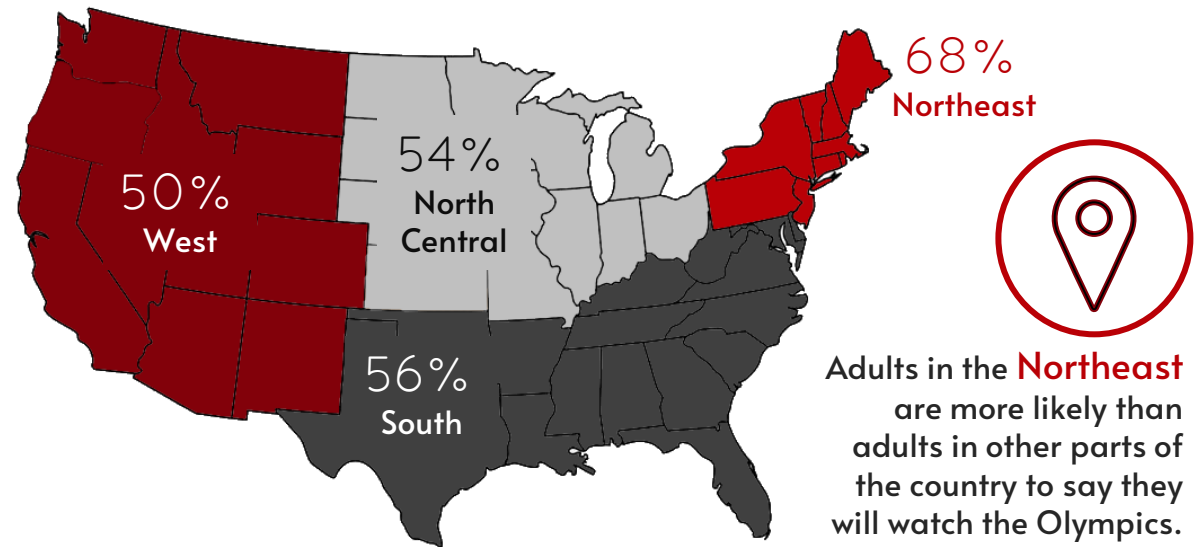 68%
Northeast
54%
North
Central
50%
West
56%
South
Adults in the Northeast
are more likely than
adults in other parts of
the country to say they
will watch the Olympics.